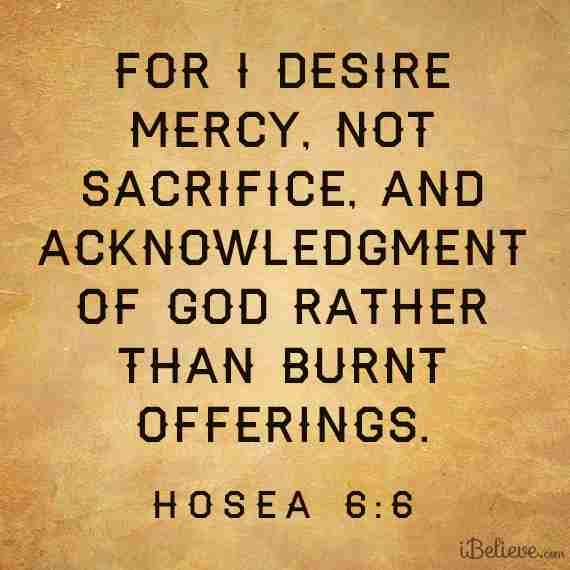 FOR I DESIRE
MERCY, NOT
SACRIFICE, AND
ACKNOWLEDGMENT
OF GOD RATHER
THAN BURNT
OFFERINGS.
HOSEA 6:6
iBelieve.com